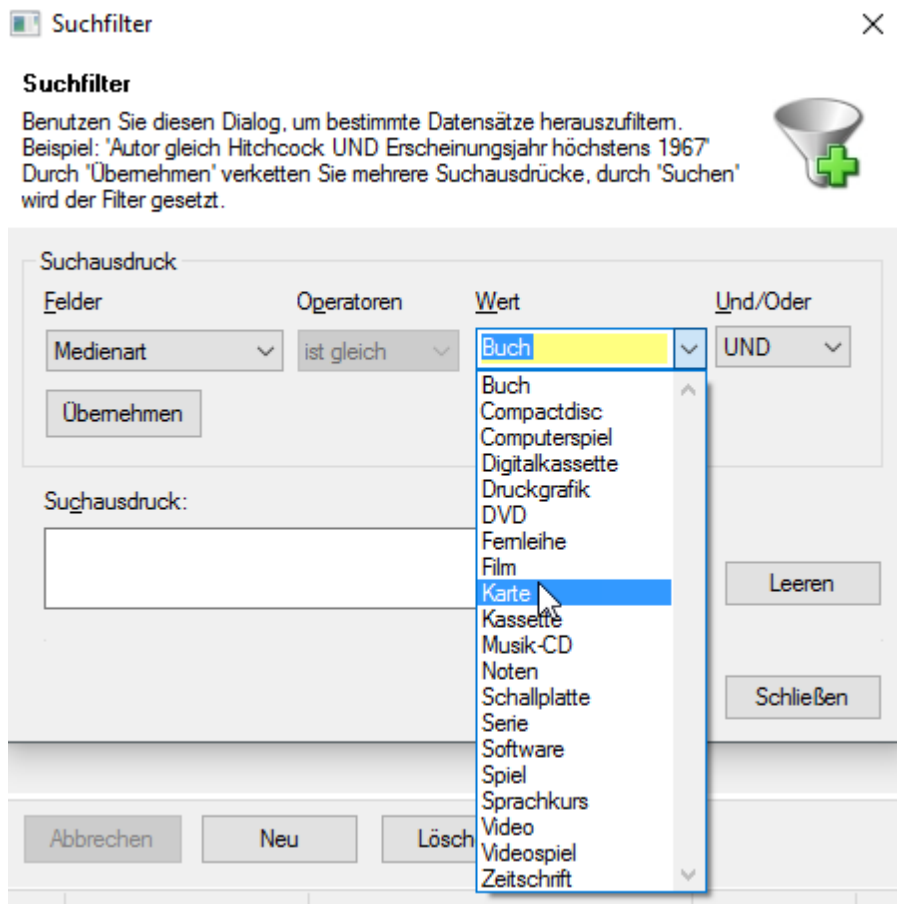 Suchfilter
Suchfilter
Benutzen Sie diesen Dialog, um bestimmte Datensätze herauszufiltern.
Beispiel: 'Autor gleich Hitchcock UND Erscheinungsjahr höchstens 1967'
Durch 'Übernehmen' verketten Sie mehrere Suchausdrücke, durch 'Suchen'
wird der Filter gesetzt.
Suchausdruck
Felder Operatoren Wert Und/Oder
Medienart ist gleich Buch UND
Übernehmen
Buch
Compactdisc
Computerspiel
Digitalkassette
Druckgrafik
DVD
Fernleihe
Film
Karte
Kassette
Musik-CD
Noten
Schallplatte
Serie
Software
Spiel
Sprachkurs
Video
Videospiel
Zeitschrift
Suchausdruck:
Leeren
Schließen
Abbrechen Neu Lösch